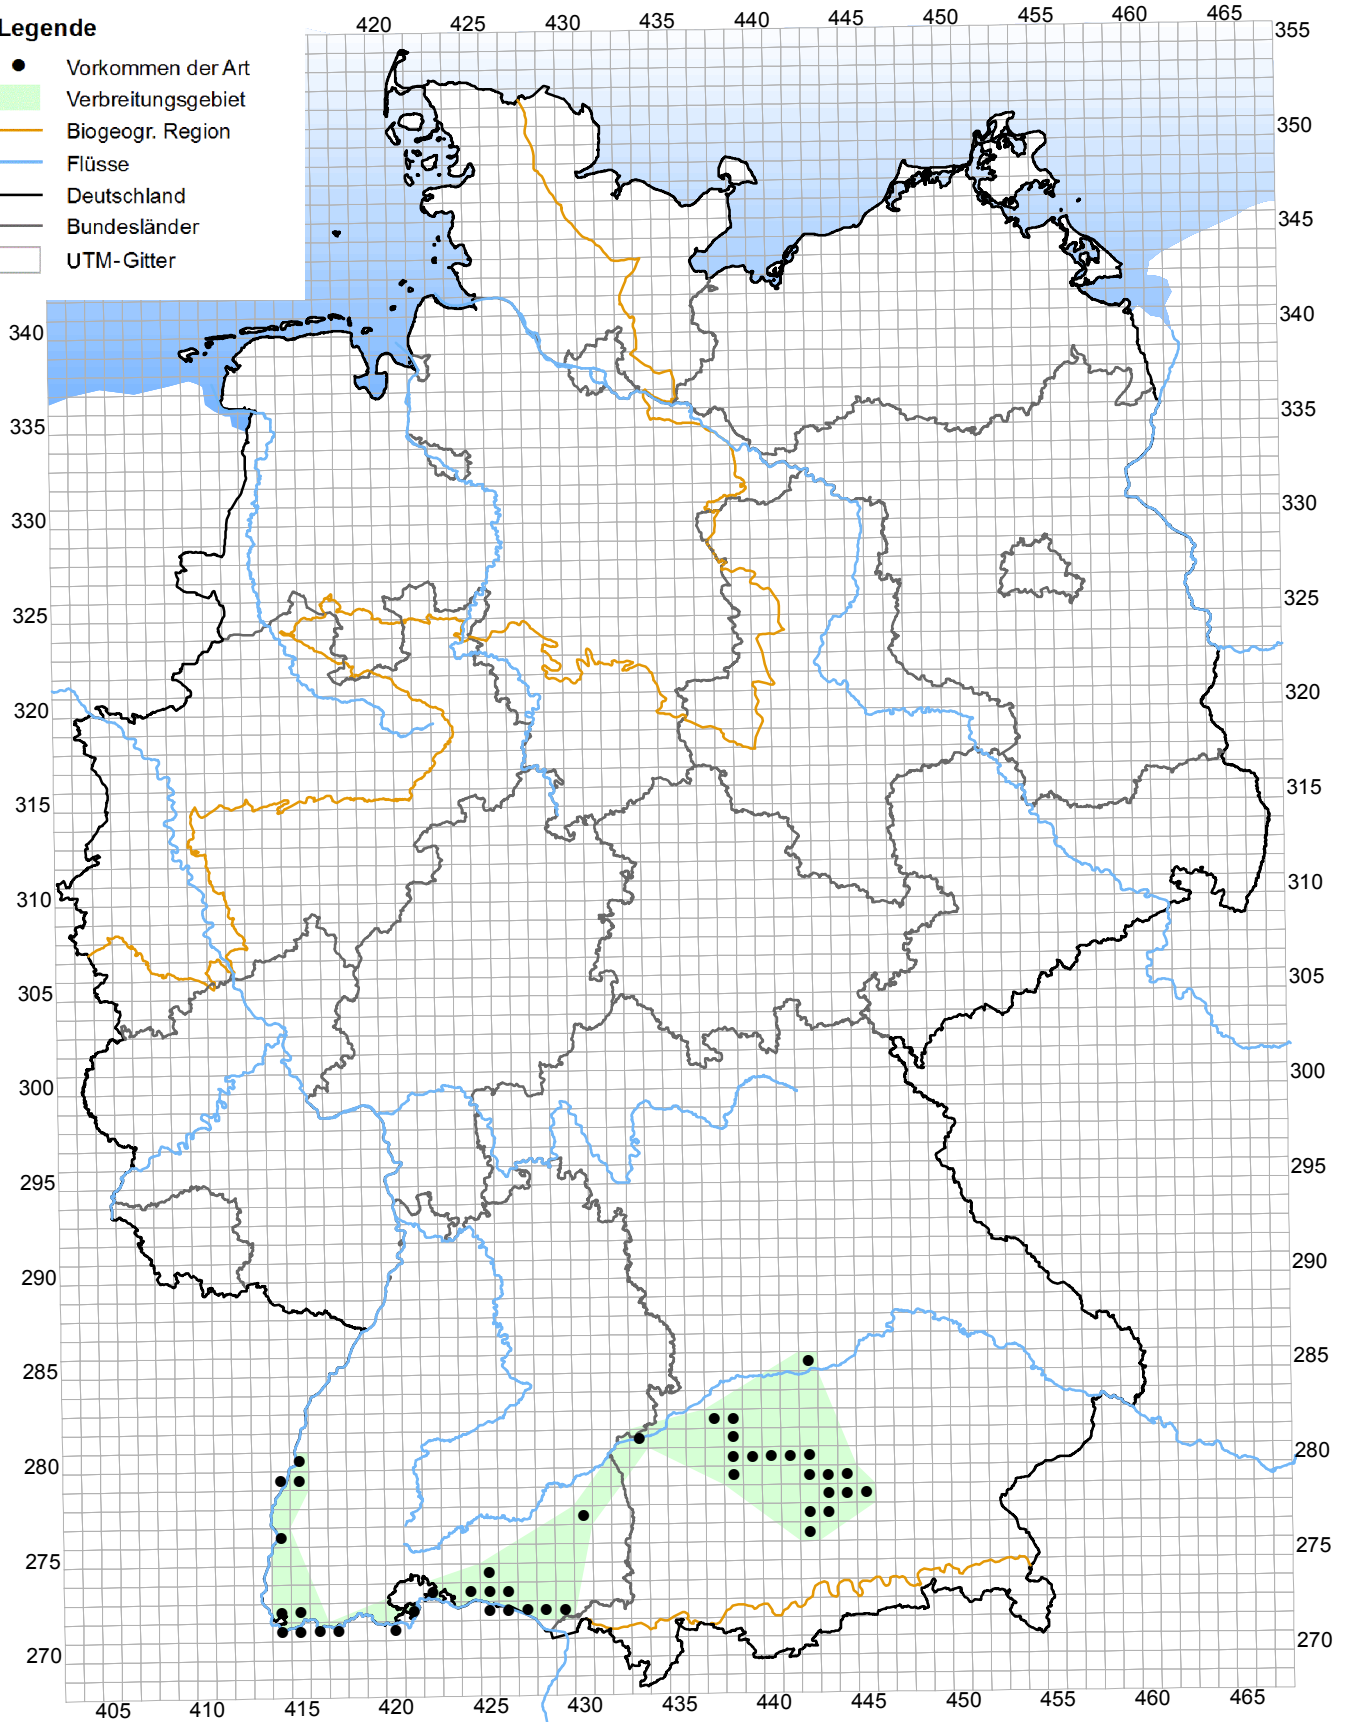 Legende
Vorkommen der Art
Verbreitungsgebiet
Biogeogr. Region
Flüsse
Deutschland
Bundesländer
UTM-Gitter
420 425 430 435 440 445 450 455 460 465
355
350
345
340 340
335 335
330 330
325 325
320 320
315 315
310 310
305 305
300 300
295 295
290 290
285 285
280 280
275 275
270 270
405 410 415 420 425 430 435 440 445 450 455 460 465